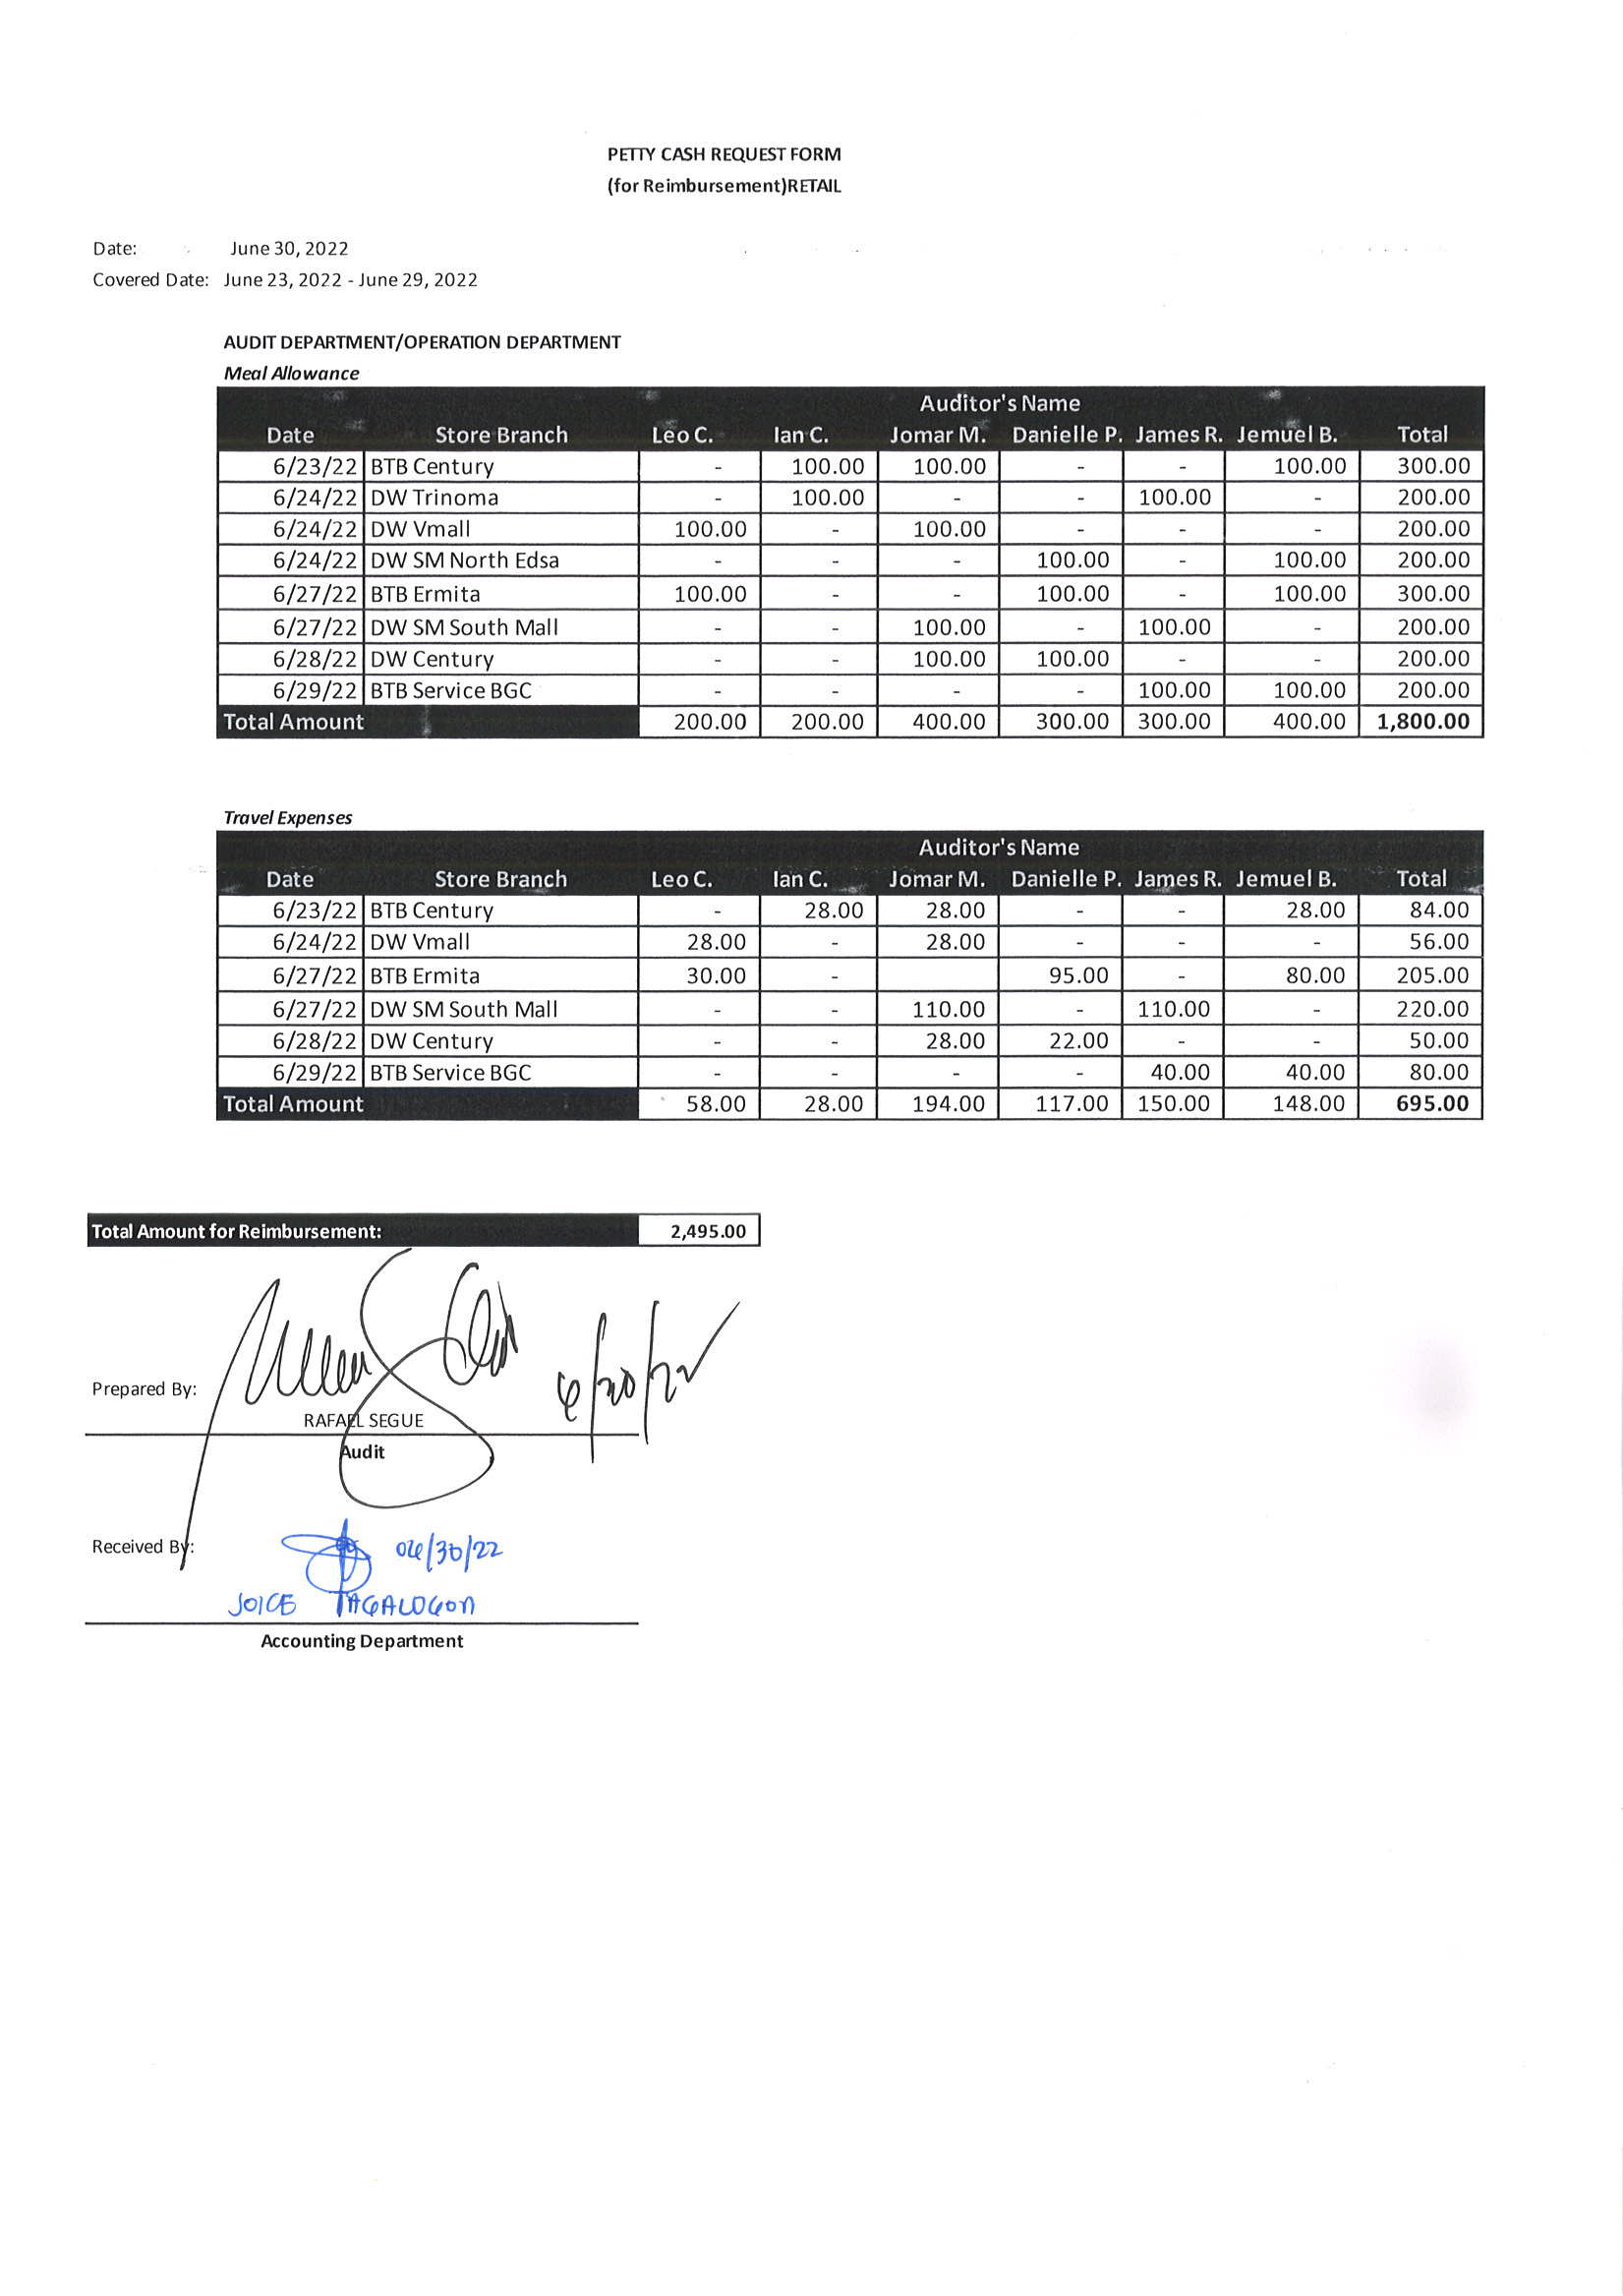 PETTY CASH REQUEST FORM
(for Reimbursement)RETAIL
Date: June 30, 2022
Covered Date: June 23, 2022 - June 29, 2022
AUDIT DEPARTMENT/OPERATION DEPARTMENT
Meal Allowance
Auditor's Name
Date Store Branch Leo C. Ian C. Jomar M. Danielle P. James R. Jemuel B. Total
6/23/22 BTB Century - 100.00 100.00 - - 100.00 300.00
6/24/22 DW Trinoma - 100.00 - - 100.00 - 200.00
6/24/22 DW Vmall 100.00 - 100.00 - - - 200.00
6/24/22 DW SM North Edsa - - - 100.00 - 100.00 200.00
6/27/22 BTB Ermita 100.00 - - 100.00 - 100.00 300.00
6/27/22 DW SM South Mall - - 100.00 - 100.00 - 200.00
6/28/22 DW Century - - 100.00 100.00 - - 200.00
6/29/22 BTB Service BGC - - - - 100.00 100.00 200.00
Total Amount 200.00 200.00 400.00 300.00 300.00 400.00 1,800.00
Travel Expenses
Auditor's Name
Date Store Branch Leo C. Ian C. Jomar M. Danielle P. James R. Jemuel B. Total
6/23/22 BTB Century - 28.00 28.00 - - 28.00 84.00
6/24/22 DW Vmall 28.00 - 28.00 - - - 56.00
6/27/22 BTB Ermita 30.00 - 95.00 - 80.00 205.00
6/27/22 DW SM South Mall - - 110.00 - 110.00 - 220.00
6/28/22 DW Century - - 28.00 22.00 - - 50.00
6/29/22 BTB Service BGC - - - - 40.00 40.00 80.00
Total Amount 58.00 28.00 194.00 117.00 150.00 148.00 695.00
Total Amount for Reimbursement: 2,495.00
Prepared By: 6/30/22
RAFAEL SEGUE
Audit
Received By: 06/30/22
JOICE TAGALOGON
Accounting Department